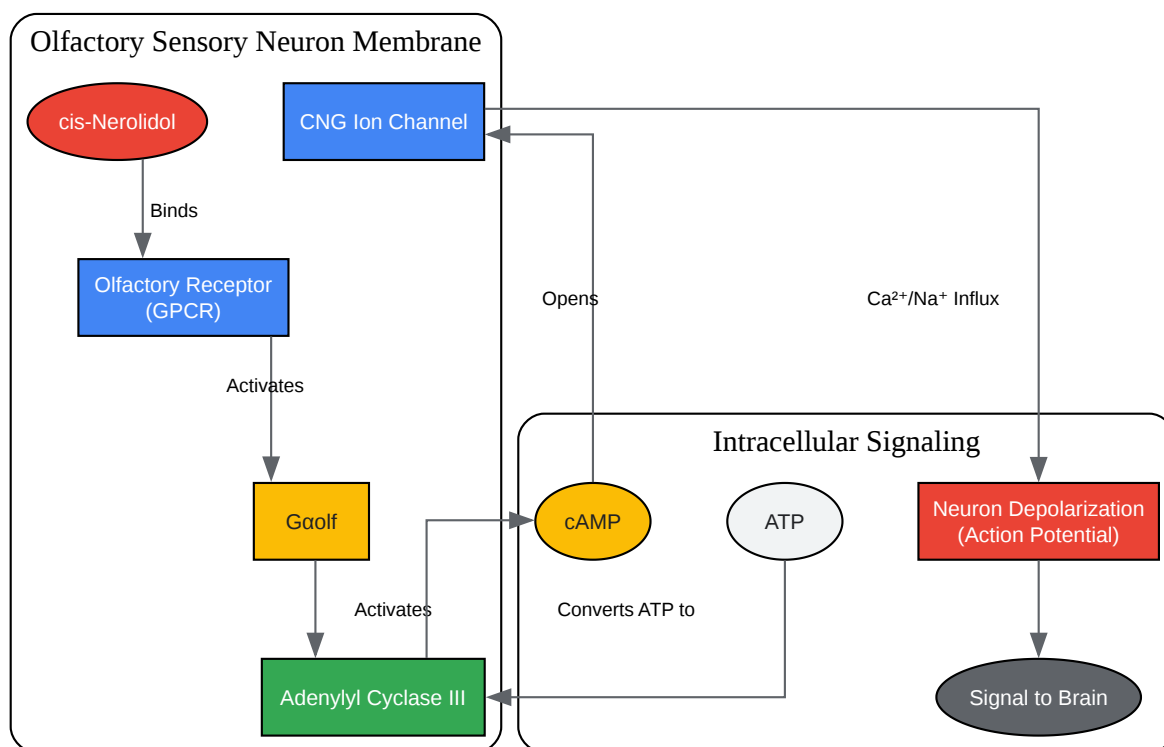 Olfactory Sensory Neuron Membrane
cis-Nerolidol
CNG Ion Channel
Binds
Olfactory Receptor
(GPCR)
Opens
Ca²⁺/Na⁺ Influx
Activates
Intracellular Signaling
Gαolf
cAMP
ATP
Neuron Depolarization
(Action Potential)
Activates
Converts ATP to
Adenylyl Cyclase III
Signal to Brain